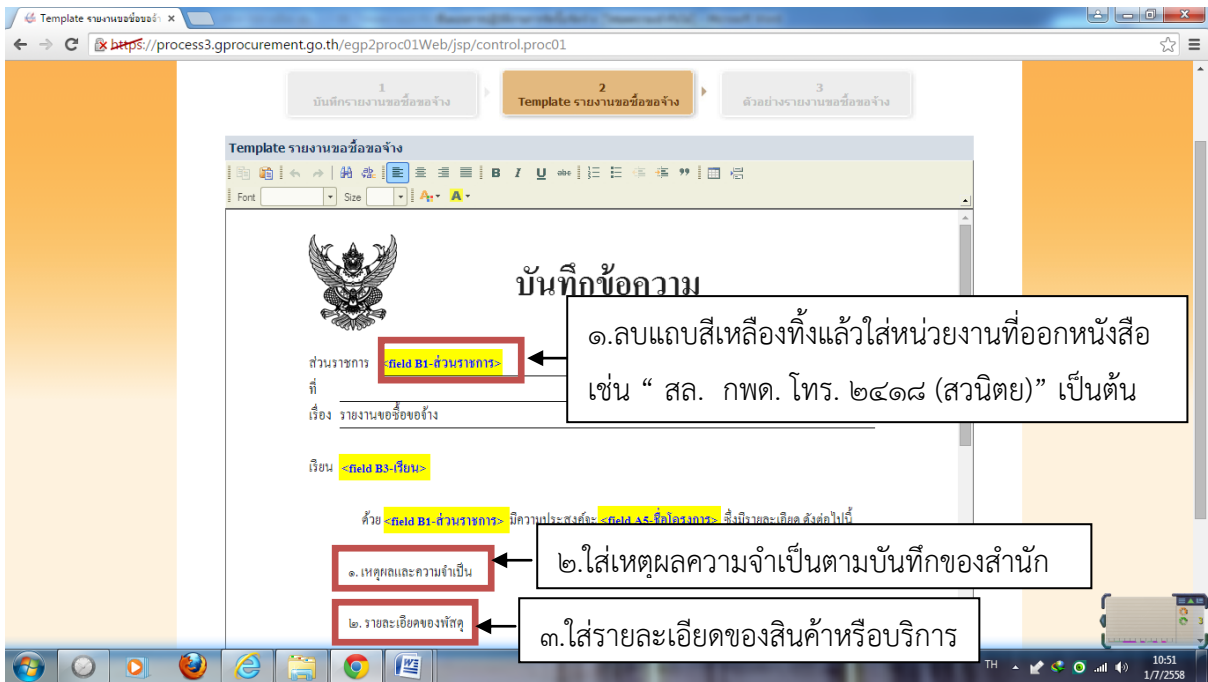 Template รายงานขอซื้อขอจ้า
https://process3.gprocurement.go.th/egp2proc01Web/jsp/control.proc01
1
บันทึกรายงานขอซื้อขอจ้าง
2
Template รายงานขอซื้อขอจ้าง
3
ตัวอย่างรายงานขอซื้อขอจ้าง
Template รายงานขอซื้อขอจ้าง
B I U abc
Font Size
บันทึกข้อความ
๑.ลบแถบสีเหลืองทิ้งแล้วใส่หน่วยงานที่ออกหนังสือ
เช่น “ สล. กพด. โทร. ๒๔๑๘ (สวนิตย)” เป็นต้น
ส่วนราชการ <field B1-ส่วนราชการ>
ที่
เรื่อง รายงานขอซื้อขอจ้าง
เรียน <field B3-เรียน>
ด้วย <field B1-ส่วนราชการ> มีความประสงค์จะ <field A5-ชื่อโครงการ> ซึ่งมีรายละเอียด ดังต่อไปนี้
๒.ใส่เหตุผลความจำเป็นตามบันทึกของสำนัก
๑. เหตุผลและความจำเป็น
๒. รายละเอียดของพัสดุ
๓.ใส่รายละเอียดของสินค้าหรือบริการ
TH
10:51
1/7/2558